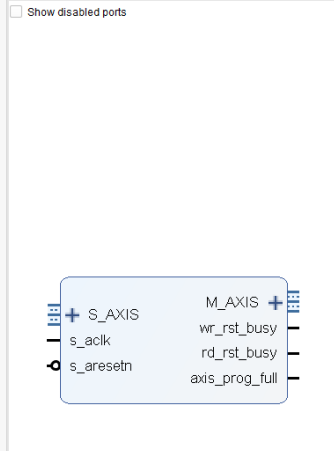 Show disabled ports
S_AXIS
s_aclk
s_aresetn
M_AXIS
wr_rst_busy
rd_rst_busy
axis_prog_full